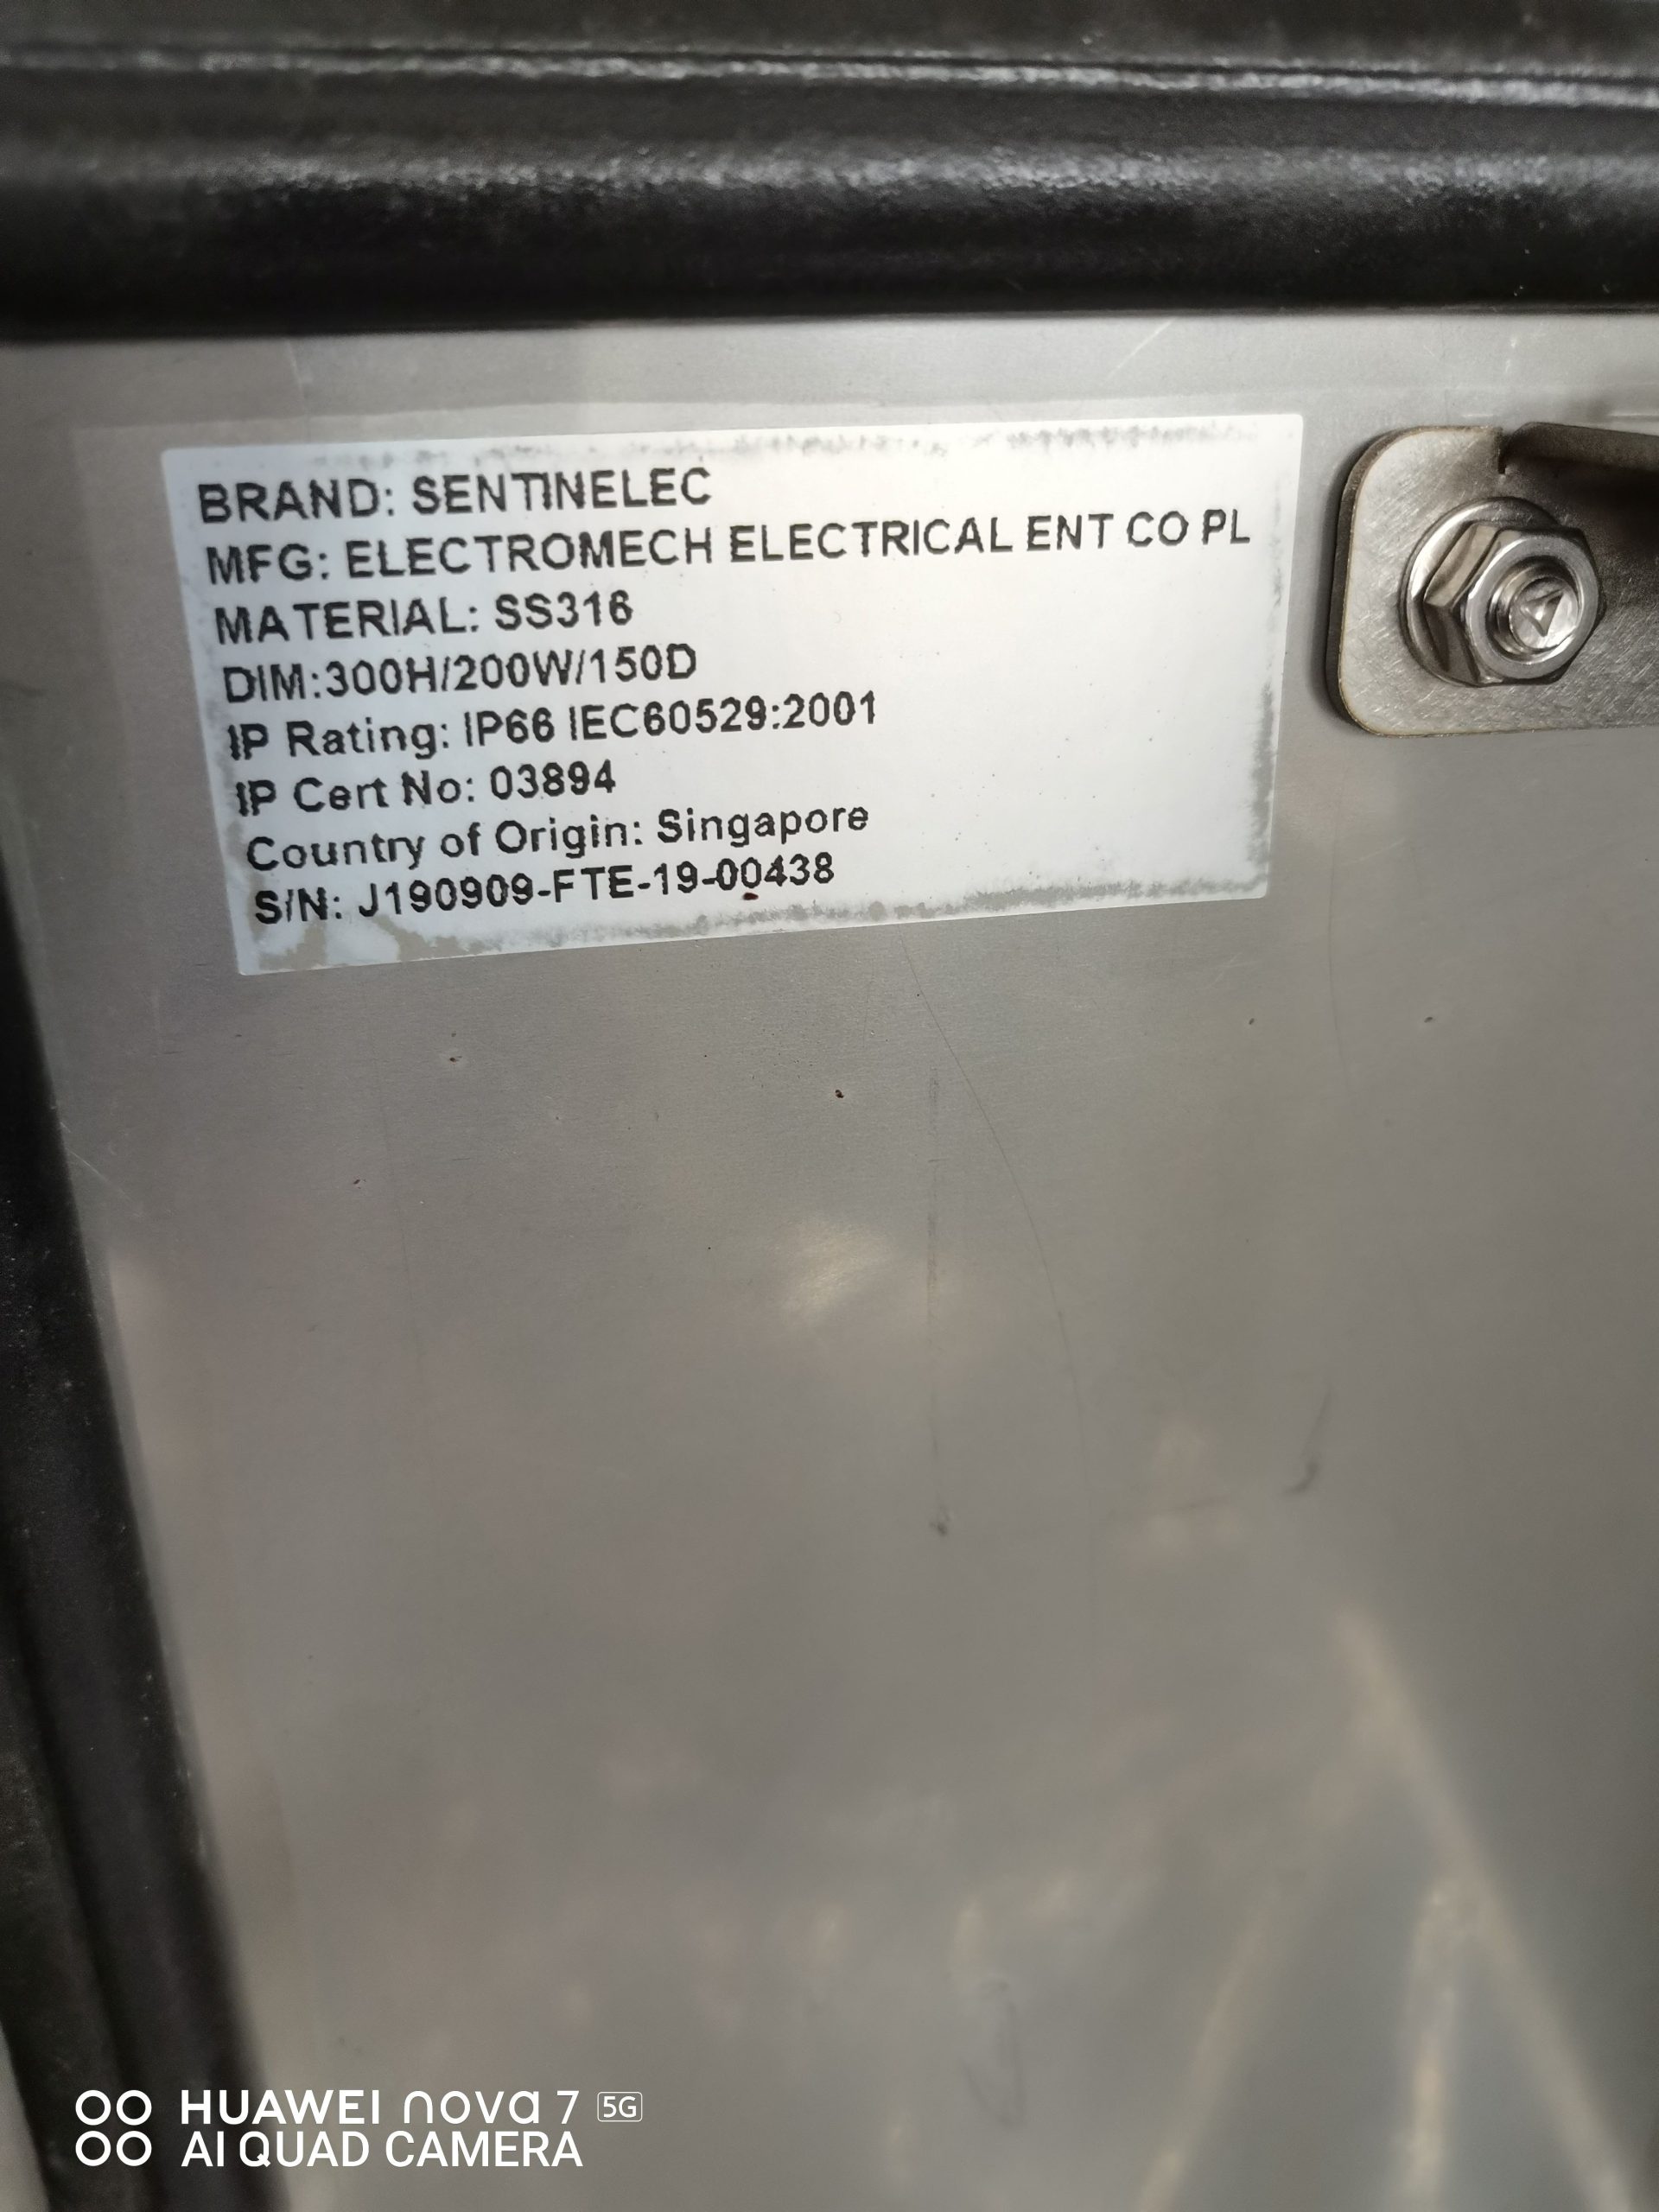 BRAND: SENTINELEC
MFG: ELECTROMECH ELECTRICAL ENT CO PL
MATERIAL: SS316
DIM:300H/200W/150D
IP Rating: IP66 IEC60529:2001
IP Cert No: 03894
Country of Origin: Singapore
S/N: J190909-FTE-19-00438
HUAWEI nova 7 5G
AI QUAD CAMERA